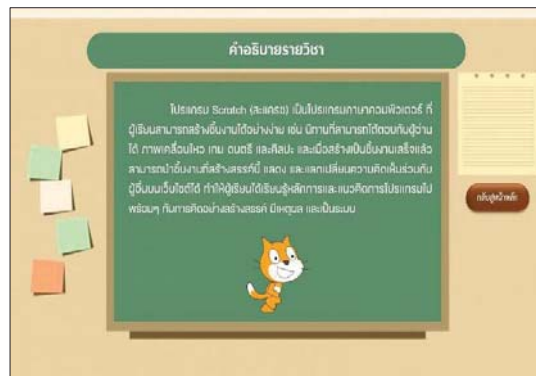 คำอธิบายรายวิชา
โปรแกรม Scratch (สะแครช) เป็นโปรแกรมภาษาคอมพิวเตอร์ ที่
ผู้เรียนสามารถสร้างชิ้นงานได้อย่างง่าย เช่น นิทานที่สามารถโต้ตอบกับผู้อ่าน
ได้ ภาพเคลื่อนไหว เกม ดนตรี และศิลปะ และเมื่อสร้างเป็นชิ้นงานเสร็จแล้ว
สามารถนำชิ้นงานที่สร้างสรรค์นี้ แสดง และแลกเปลี่ยนความคิดเห็นร่วมกับ
ผู้อื่นบนเว็บไซต์ได้ ทำให้ผู้เรียนได้เรียนรู้หลักการและแนวคิดการโปรแกรมไป
พร้อมๆ กับการคิดอย่างสร้างสรรค์ มีเหตุผล และเป็นระบบ
กลับสู่หน้าหลัก